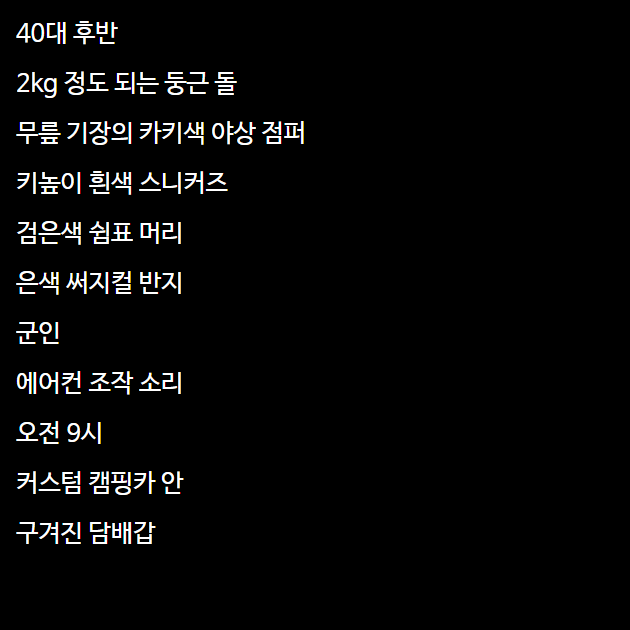 40대 후반
2kg 정도 되는 둥근 돌
무릎 기장의 카키색 야상 점퍼
키높이 흰색 스니커즈
검은색 쉼표 머리
은색 써지컬 반지
군인
에어컨 조작 소리
오전 9시
커스텀 캠핑카 안
구겨진 담배갑